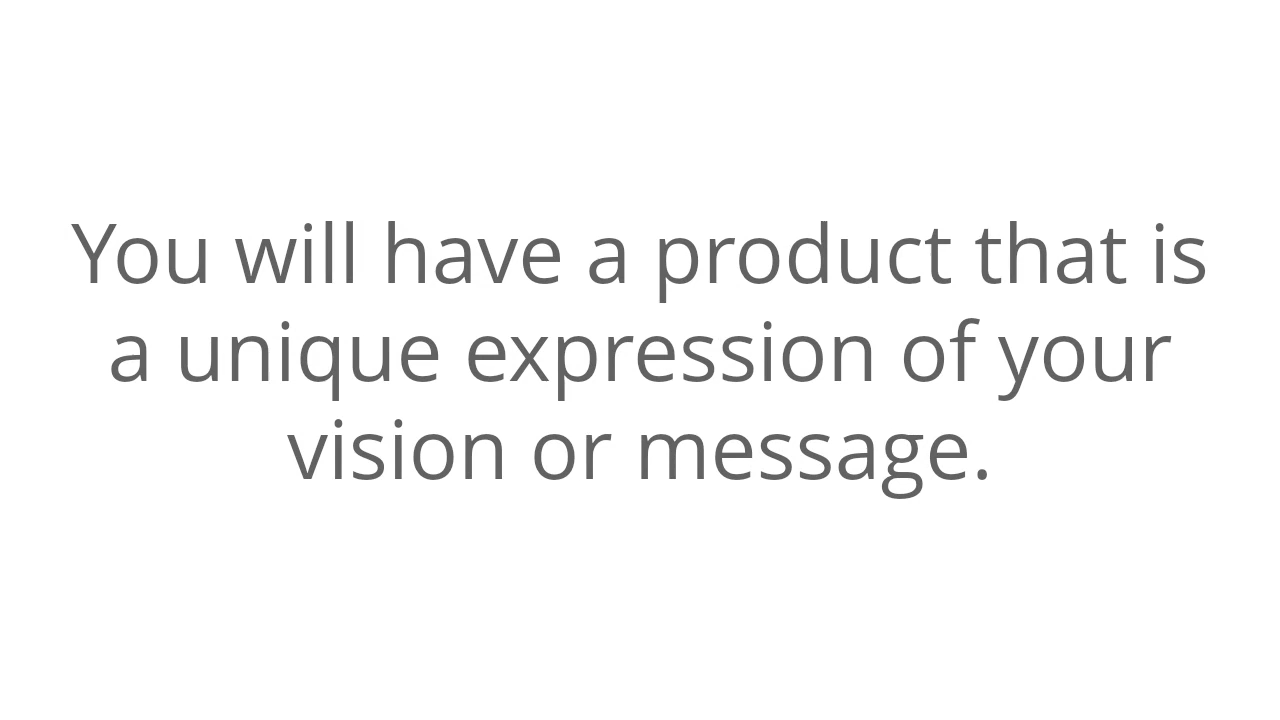 You will have a product that is
a unique expression of your
vision or message.